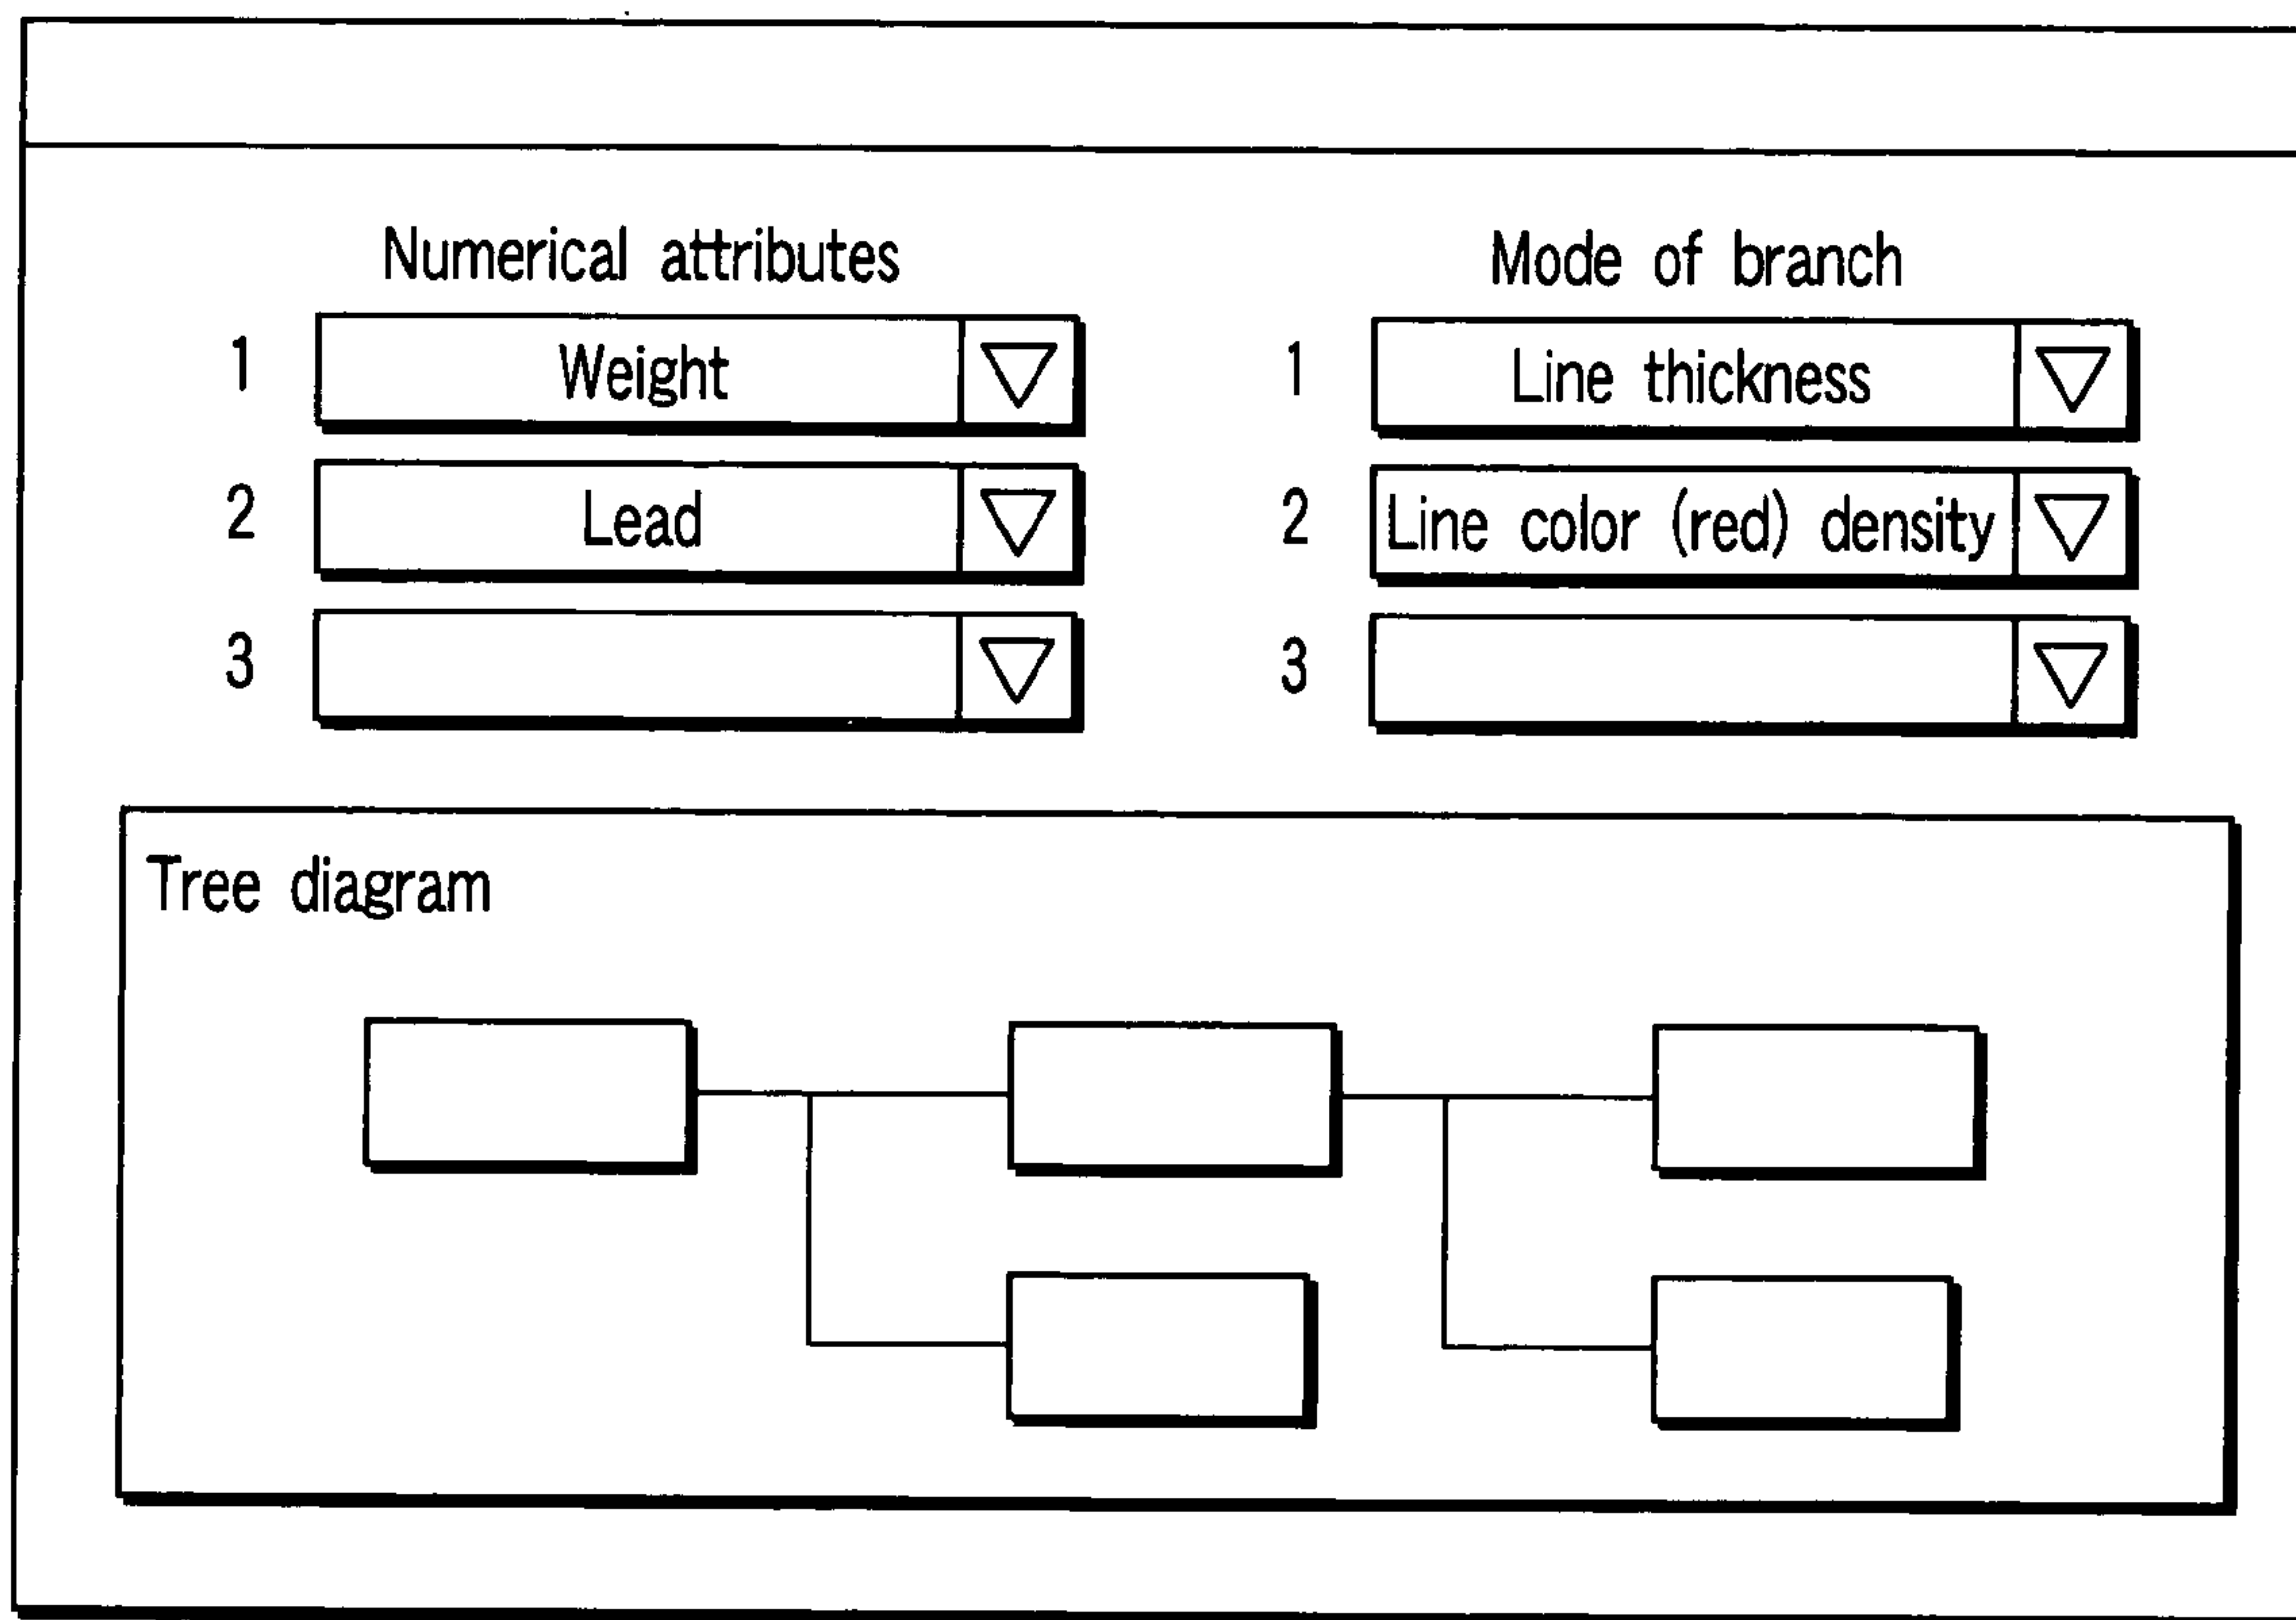 Numerical attributes
Mode of branch
1 Weight
1 Line thickness
2 Lead
2 Line color (red) density
3
3
Tree diagram